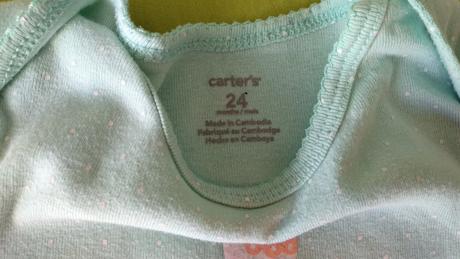 carter's
24
months / mois
Made in Cambodia
Fabriqué au Cambodge
Hecho en Camboya